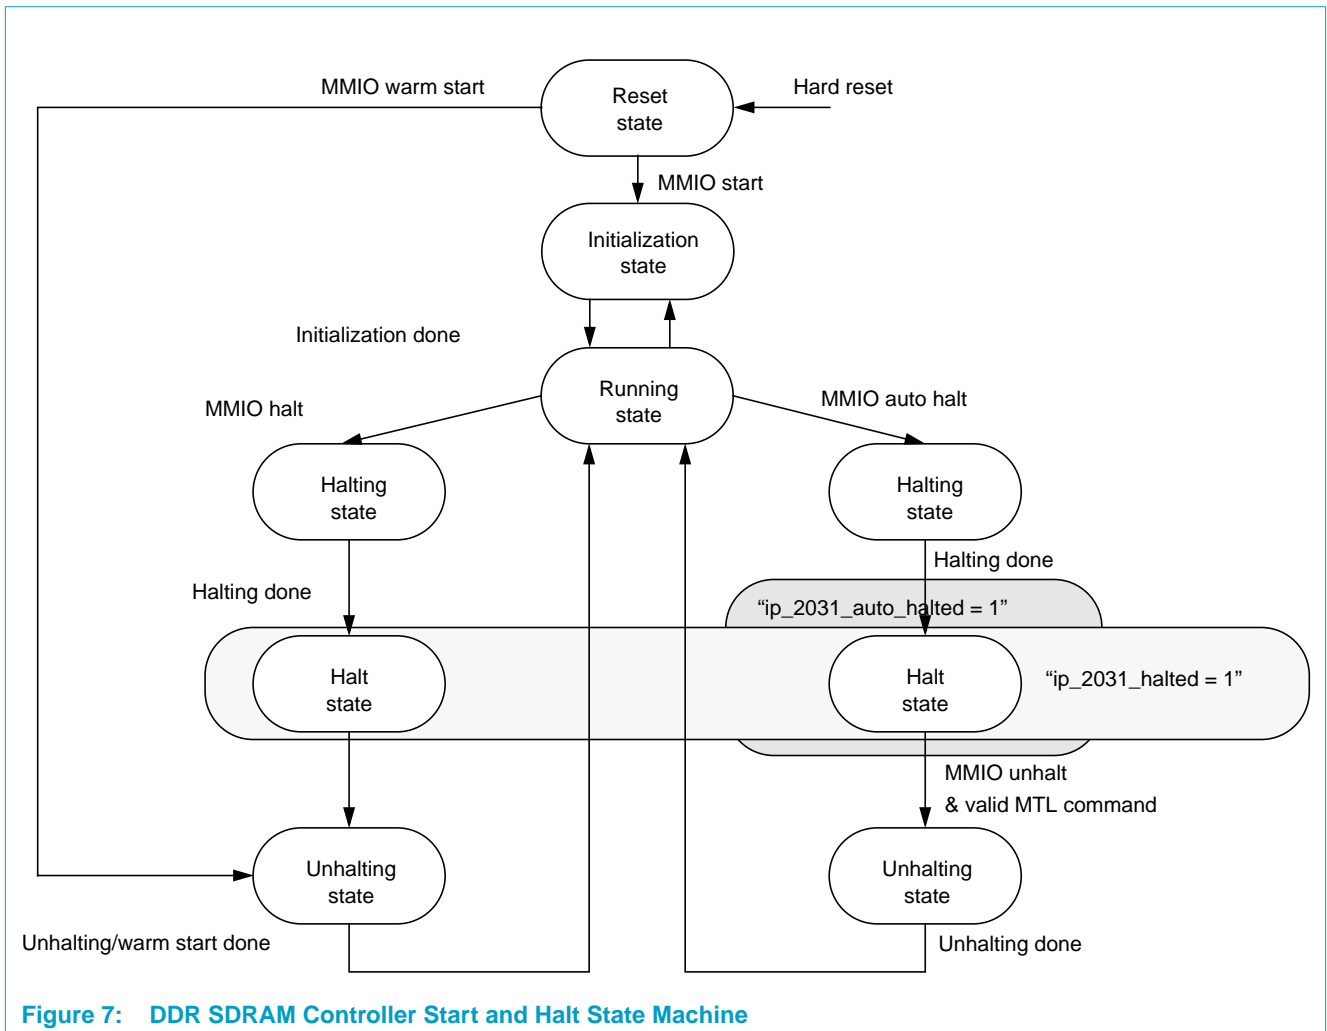 MMIO warm start
Reset
state
Hard reset
MMIO start
Initialization
state
Initialization done
Running
state
MMIO halt
MMIO auto halt
Halting
state
Halting
state
Halting done
Halting done
“ip_2031_auto_halted = 1”
Halt
state
Halt
state
“ip_2031_halted = 1”
MMIO unhalt
& valid MTL command
Unhalting
state
Unhalting
state
Unhalting/warm start done
Unhalting done
Figure 7: DDR SDRAM Controller Start and Halt State Machine